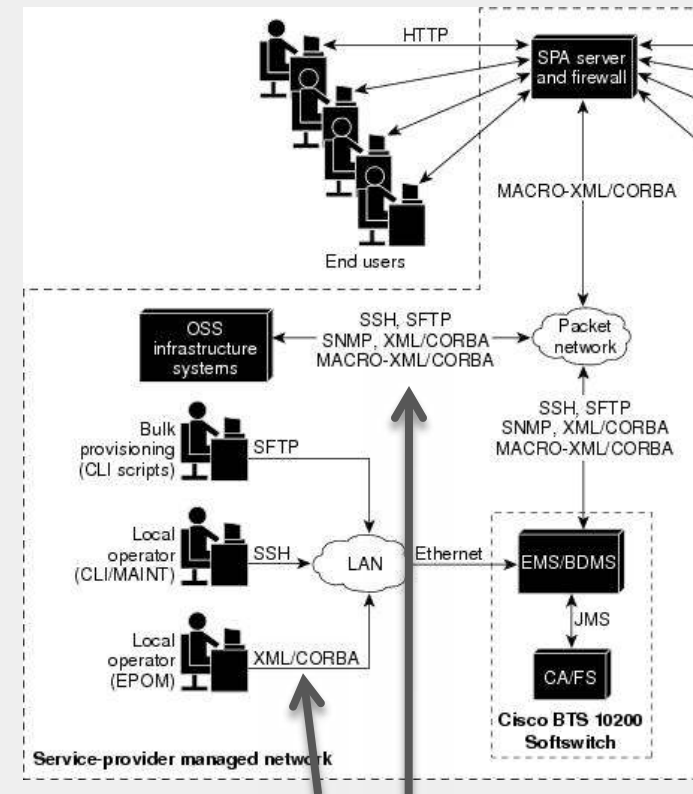 HTTP
SPA server
and firewall
MACRO-XML/CORBA
End users
OSS
infrastructure
systems
SSH, SFTP
SNMP, XML/CORBA
MACRO-XML/CORBA
Packet
network
SSH, SFTP
SNMP, XML/CORBA
MACRO-XML/CORBA
Bulk
provisioning
(CLI scripts)
SFTP
Local
operator
(CLI/MAINT)
SSH
LAN
Ethernet
EMS/BDMS
JMS
Local
operator
(EPOM)
XML/CORBA
CA/FS
Cisco BTS 10200
Softswitch
Service-provider managed network